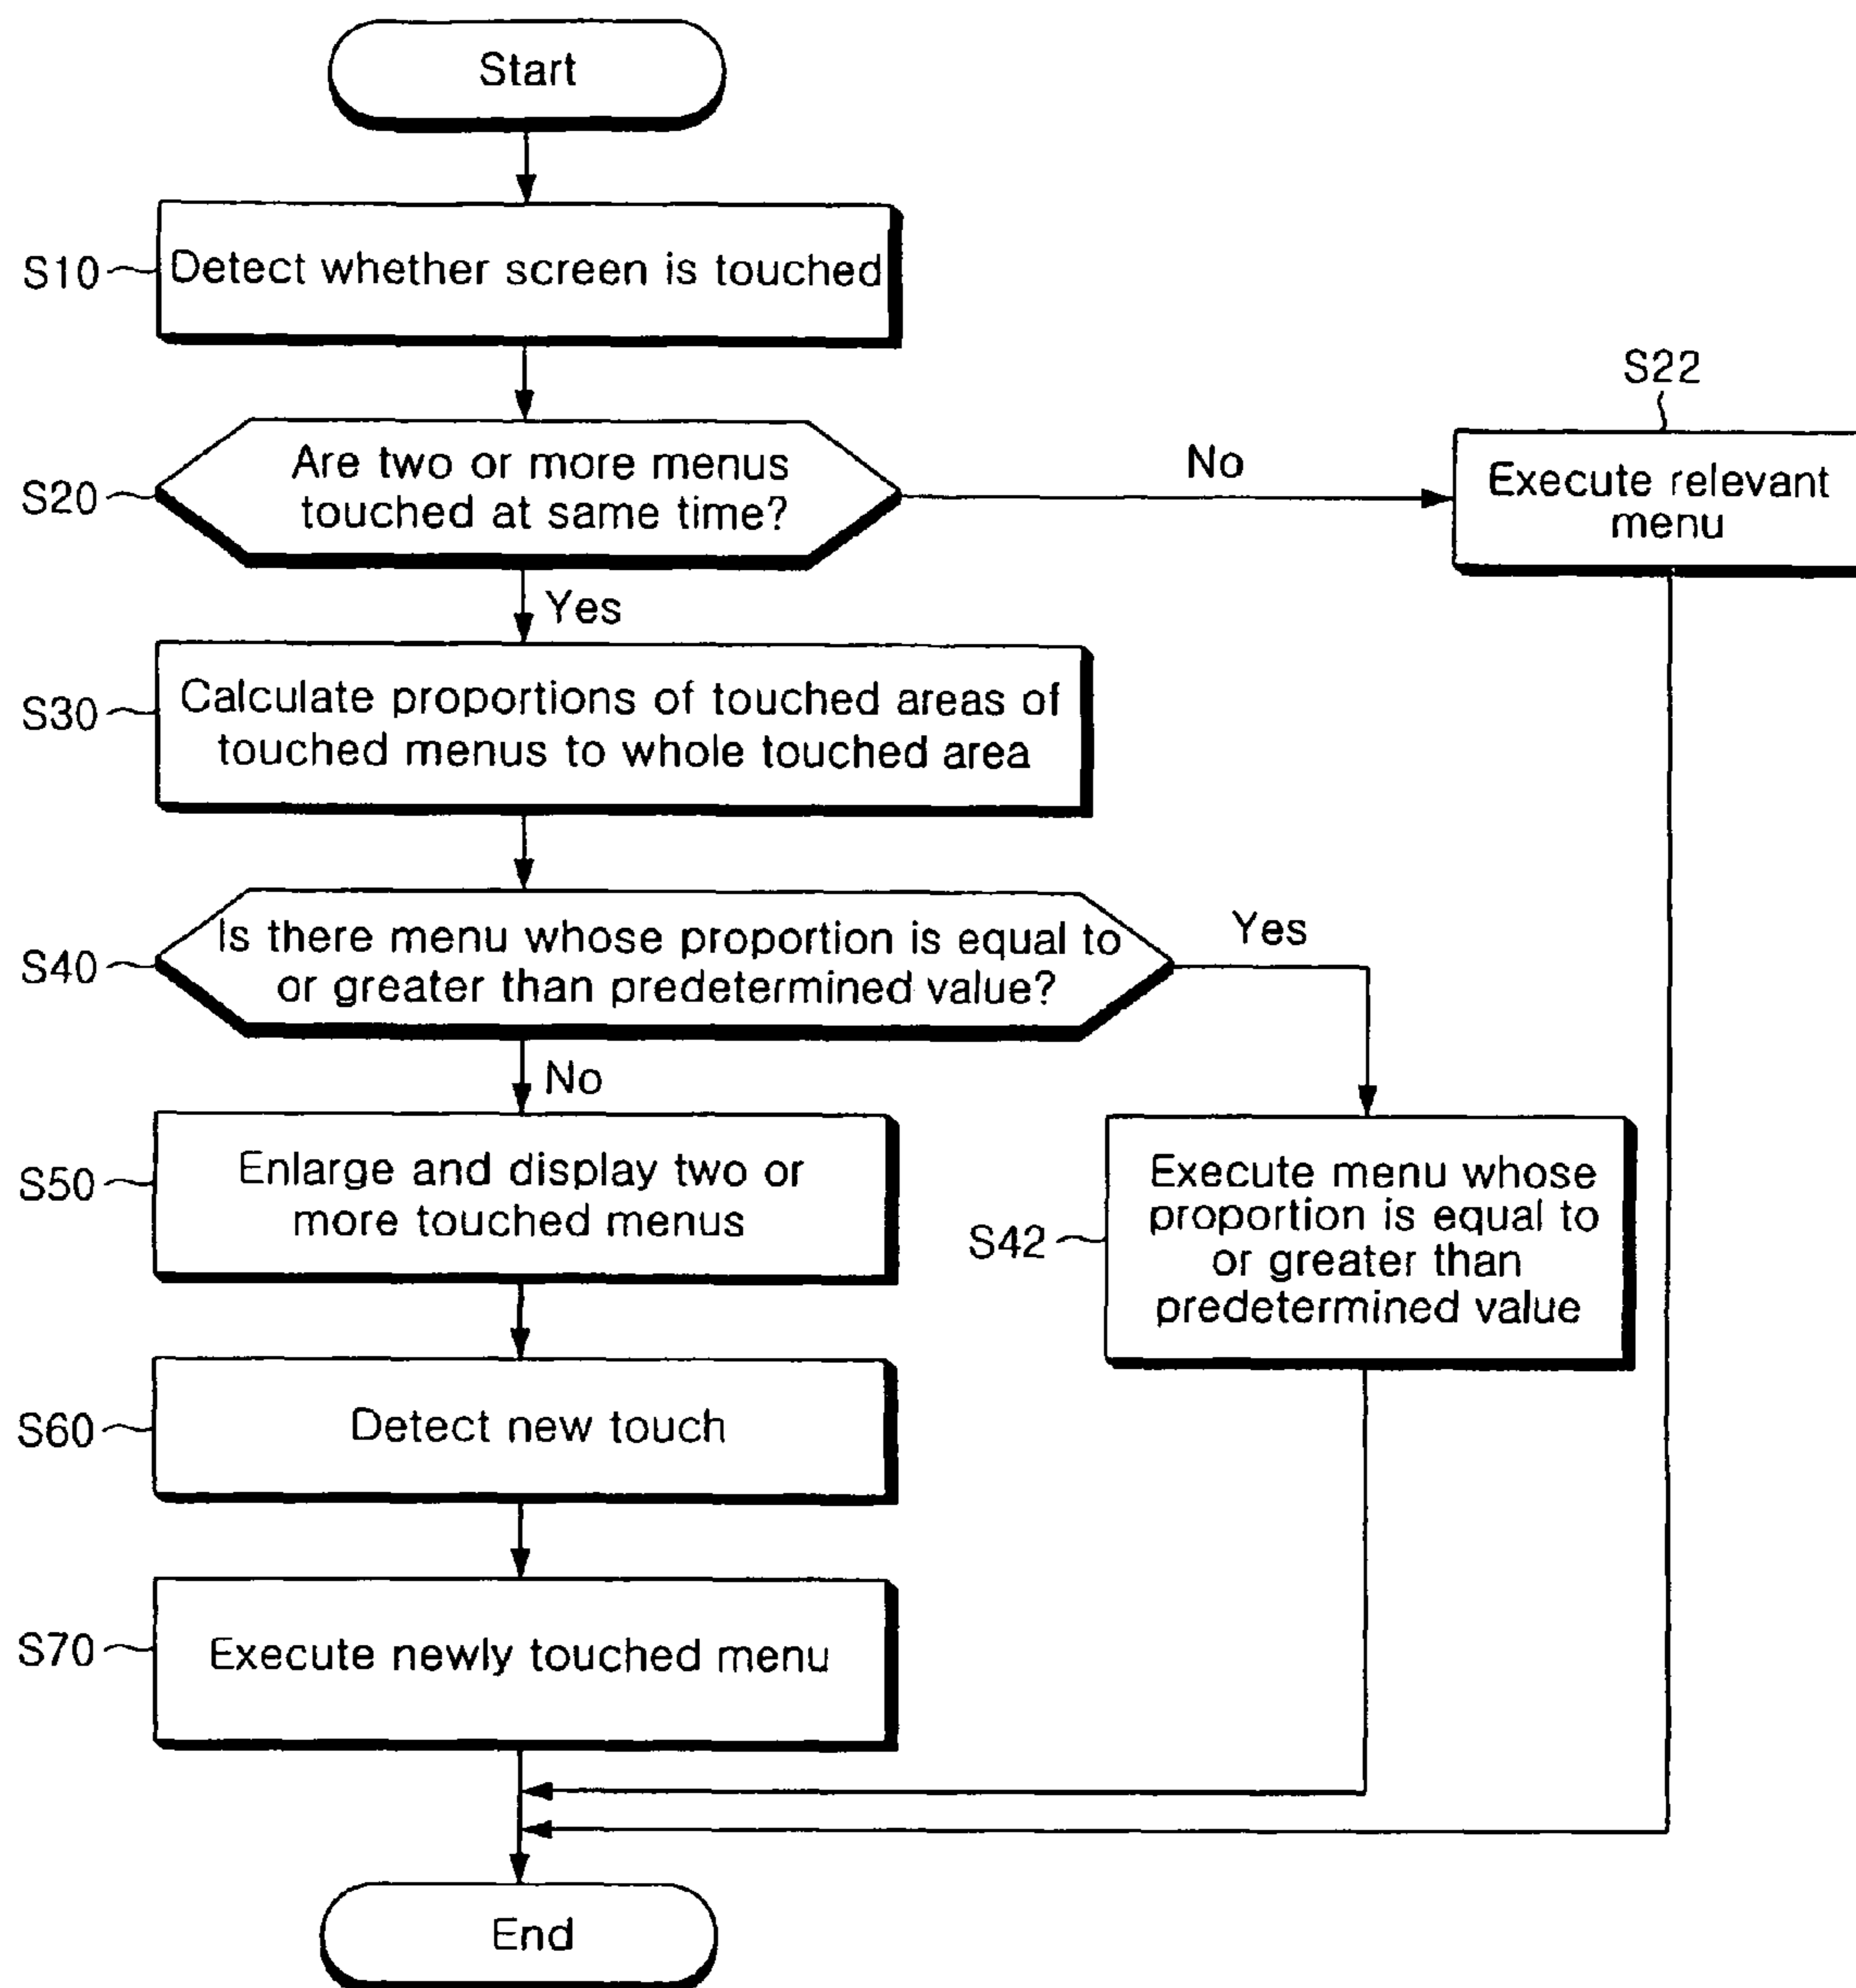 Start
S10
Detect whether screen is touched
S20
Are two or more menus
touched at same time?
No
S22
Execute relevant
menu
Yes
S30
Calculate proportions of touched areas of
touched menus to whole touched area
S40
Is there menu whose proportion is equal to
or greater than predetermined value?
Yes
No
S50
Enlarge and display two or
more touched menus
S42
Execute menu whose
proportion is equal to
or greater than
predetermined value
S60
Detect new touch
S70
Execute newly touched menu
End